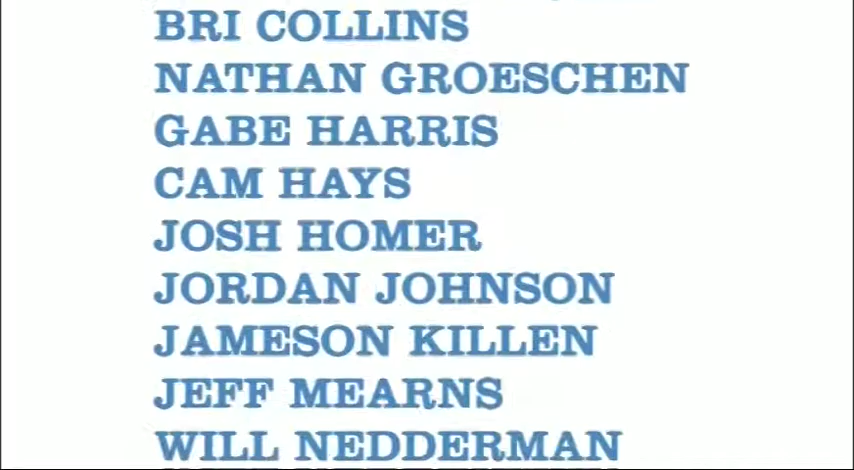 BRI COLLINS
NATHAN GROESCHEN
GABE HARRIS
CAM HAYS
JOSH HOMER
JORDAN JOHNSON
JAMESON KILLEN
JEFF MEARNS
WILL NEDDERMAN